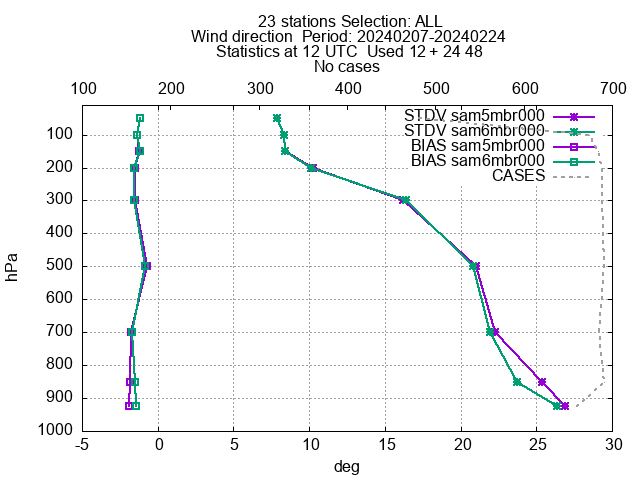 23 stations Selection: ALL
Wind direction  Period: 20240207-20240224
Statistics at 12 UTC  Used 12 + 24 48
No cases
100 200 300 400 500 600 700
STDV sam5mbr000
STDV sam6mbr000
BIAS sam5mbr000
BIAS sam6mbr000
CASES
100
200
300
400
500
600
700
800
900
1000
hPa
-5 0 5 10 15 20 25 30
deg